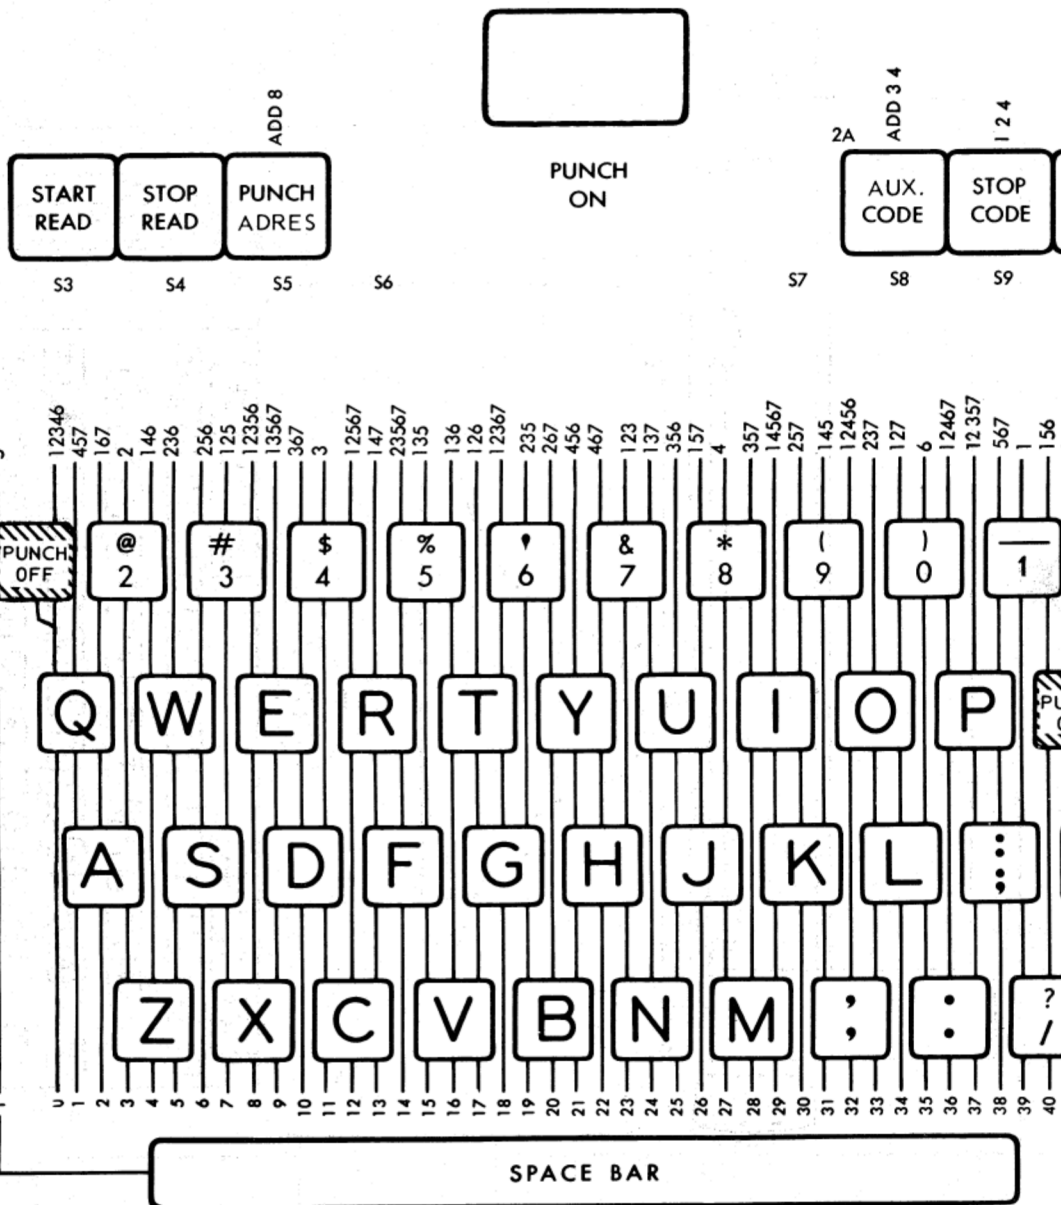 ADD 8
2A
ADD 3 4
1 2 4
START READ
STOP READ
PUNCH ADRES
PUNCH ON
AUX. CODE
STOP CODE
S3 S4 S5 S6 S7 S8 S9
12346 457 167 2 146 236 256 125 12356 13567 367 3 12567 147 23567 135 136 126 12367 235 267 456 467 123 137 356 157 4 357 14567 257 145 12456 237 127 6 12467 12357 567 1 156
PUNCH OFF
@ # $ % ' & * ( ) —
2 3 4 5 6 7 8 9 0 1
Q W E R T Y U I O P PU
A S D F G H J K L :;
Z X C V B N M , . ?
/
U 1 2 3 4 5 6 7 8 9 10 11 12 13 14 15 16 17 18 19 20 21 22 23 24 25 26 27 28 29 30 31 32 33 34 35 36 37 38 39 40
SPACE BAR